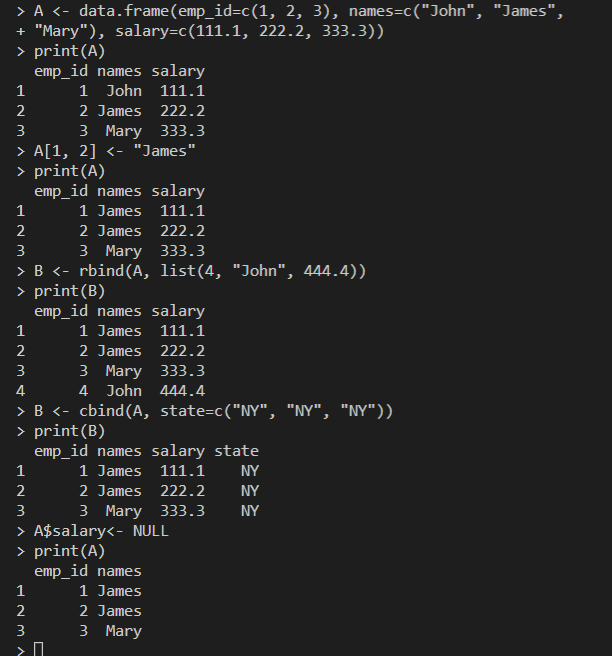 > A <- data.frame(emp_id=c(1, 2, 3), names=c("John", "James",
+ "Mary"), salary=c(111.1, 222.2, 333.3))
> print(A)
  emp_id names salary
1      1  John  111.1
2      2 James  222.2
3      3  Mary  333.3
> A[1, 2] <- "James"
> print(A)
  emp_id names salary
1      1 James  111.1
2      2 James  222.2
3      3  Mary  333.3
> B <- rbind(A, list(4, "John", 444.4))
> print(B)
  emp_id names salary
1      1 James  111.1
2      2 James  222.2
3      3  Mary  333.3
4      4  John  444.4
> B <- cbind(A, state=c("NY", "NY", "NY"))
> print(B)
  emp_id names salary state
1      1 James  111.1    NY
2      2 James  222.2    NY
3      3  Mary  333.3    NY
> A$salary<- NULL
> print(A)
  emp_id names
1      1 James
2      2 James
3      3  Mary
>